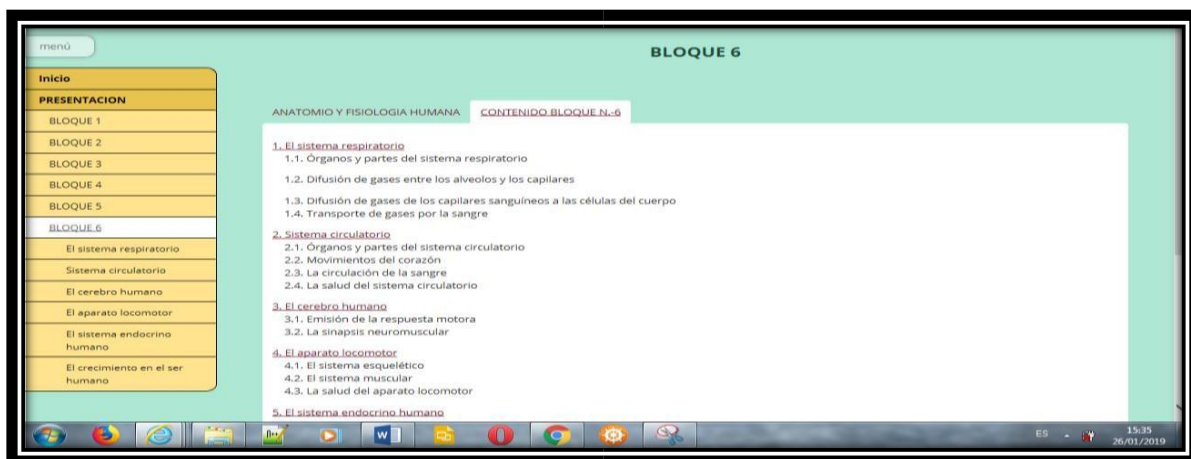 menú
BLOQUE 6
Inicio
PRESENTACION
BLOQUE 1
BLOQUE 2
BLOQUE 3
BLOQUE 4
BLOQUE 5
BLOQUE 6
El sistema respiratorio
Sistema circulatorio
El cerebro humano
El aparato locomotor
El sistema endocrino
humano
El crecimiento en el ser
humano
ANATOMIO Y FISIOLOGIA HUMANA
CONTENIDO BLOQUE N.-6
1. El sistema respiratorio
1.1. Órganos y partes del sistema respiratorio
1.2. Difusión de gases entre los alveolos y los capilares
1.3. Difusión de gases de los capilares sanguíneos a las células del cuerpo
1.4. Transporte de gases por la sangre
2. Sistema circulatorio
2.1. Órganos y partes del sistema circulatorio
2.2. Movimientos del corazón
2.3. La circulación de la sangre
2.4. La salud del sistema circulatorio
3. El cerebro humano
3.1. Emisión de la respuesta motora
3.2. La sinapsis neuromuscular
4. El aparato locomotor
4.1. El sistema esquelético
4.2. El sistema muscular
4.3. La salud del aparato locomotor
5. El sistema endocrino humano
ES
15:35
26/01/2019